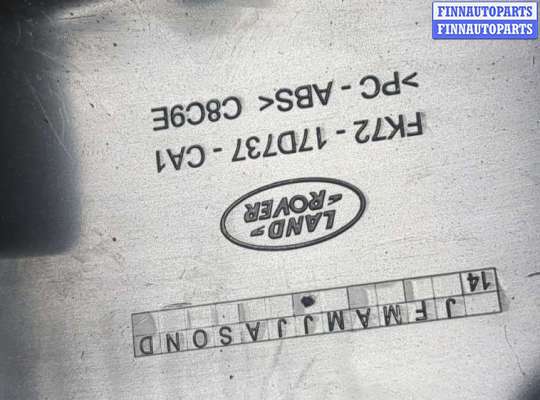 FINNAUTOPARTS
FINNAUTOPARTS
J F M A M J J A S O N D
14
LAND
ROVER
FK72 - 17D737 - CA1
>PC - ABS< C8C9E